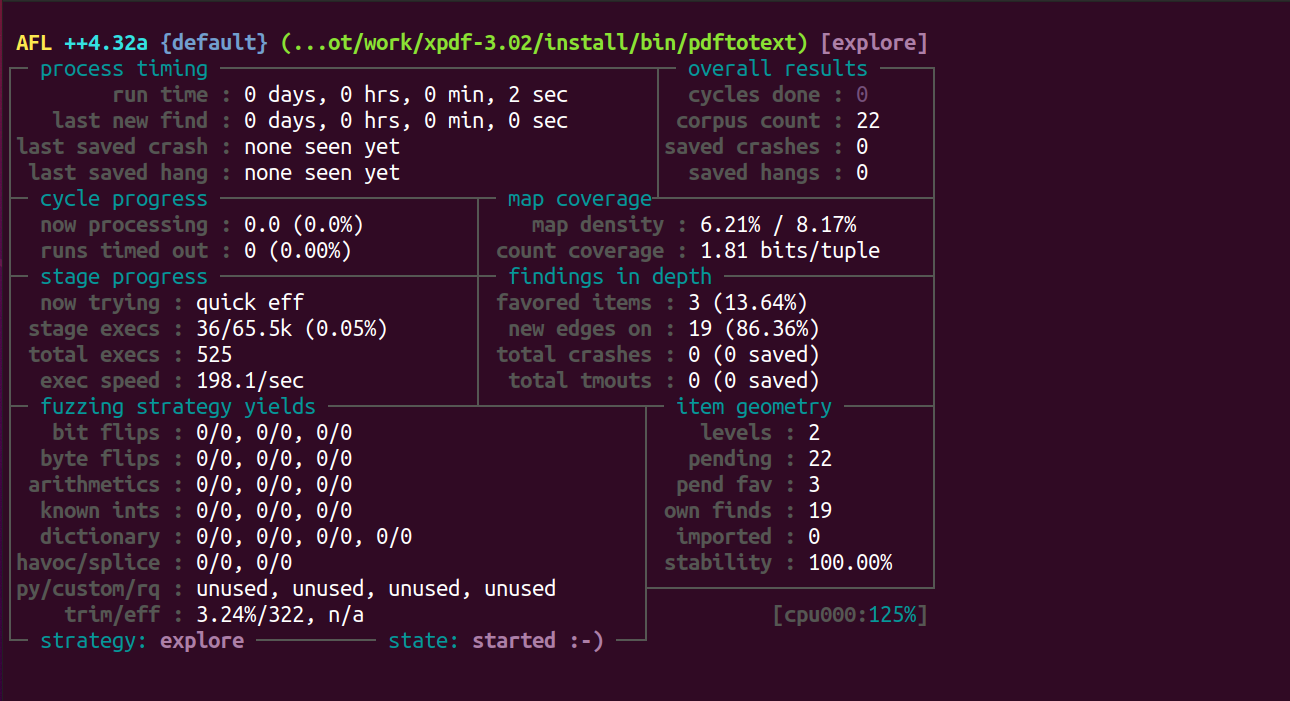 AFL ++4.32a {default} (...ot/work/xpdf-3.02/install/bin/pdftotext) [explore]
process timing overall results
run time : 0 days, 0 hrs, 0 min, 2 sec cycles done : 0
last new find : 0 days, 0 hrs, 0 min, 0 sec corpus count : 22
last saved crash : none seen yet saved crashes : 0
last saved hang : none seen yet saved hangs : 0
cycle progress map coverage
now processing : 0.0 (0.0%) map density : 6.21% / 8.17%
runs timed out : 0 (0.00%) count coverage : 1.81 bits/tuple
stage progress findings in depth
now trying : quick eff favored items : 3 (13.64%)
stage execs : 36/65.5k (0.05%) new edges on : 19 (86.36%)
total execs : 525 total crashes : 0 (0 saved)
exec speed : 198.1/sec total tmouts : 0 (0 saved)
fuzzing strategy yields item geometry
bit flips : 0/0, 0/0, 0/0 levels : 2
byte flips : 0/0, 0/0, 0/0 pending : 22
arithmetics : 0/0, 0/0, 0/0 pend fav : 3
known ints : 0/0, 0/0, 0/0 own finds : 19
dictionary : 0/0, 0/0, 0/0, 0/0 imported : 0
havoc/splice : 0/0, 0/0 stability : 100.00%
py/custom/rq : unused, unused, unused, unused
trim/eff : 3.24%/322, n/a [cpu000:125%]
strategy: explore state: started :-)